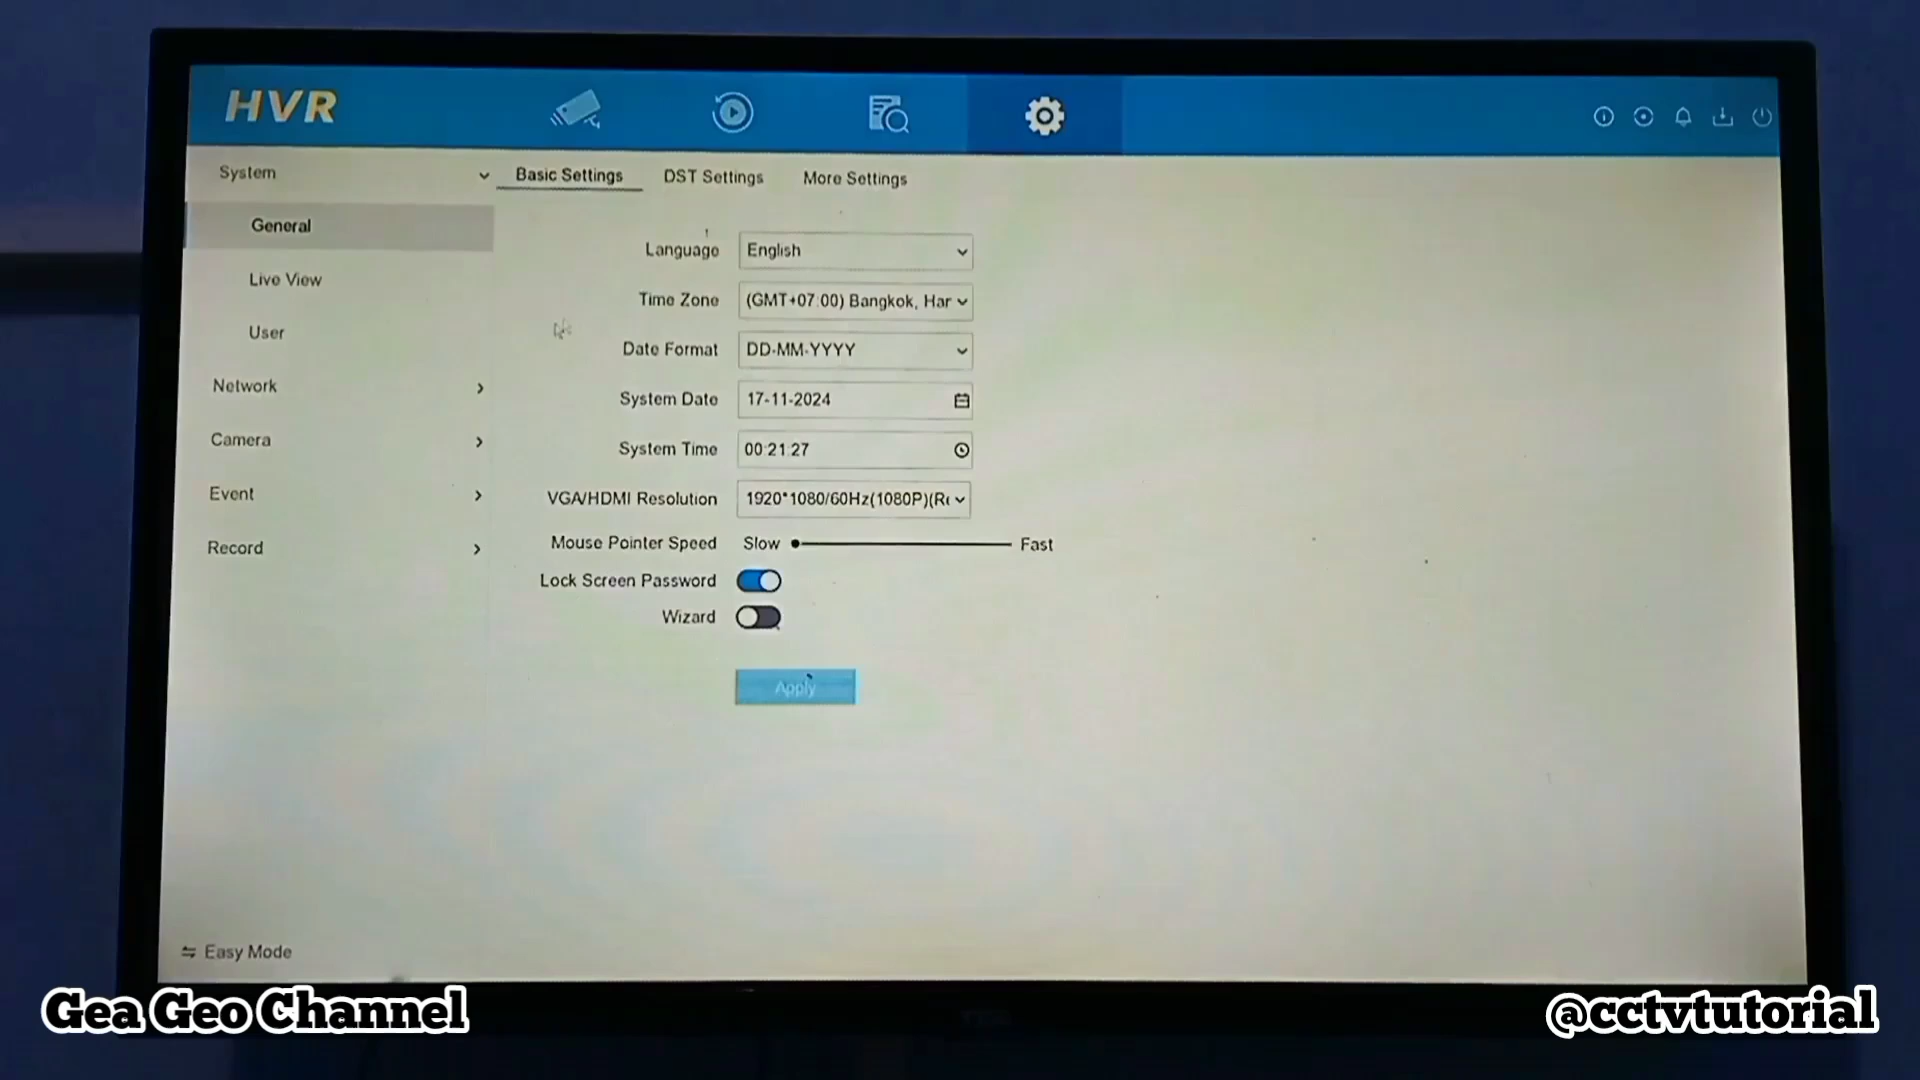 HVR
System
Basic Settings
DST Settings
More Settings
General
Live View
User
Network
Camera
Event
Record
Language
English
Time Zone
(GMT+07:00) Bangkok, Har
Date Format
DD-MM-YYYY
System Date
17-11-2024
System Time
00:21:27
VGA/HDMI Resolution
1920*1080/60Hz(1080P)(Re
Mouse Pointer Speed
Slow
Fast
Lock Screen Password
Wizard
Apply
Easy Mode
Gea Geo Channel
@cctvtutorial